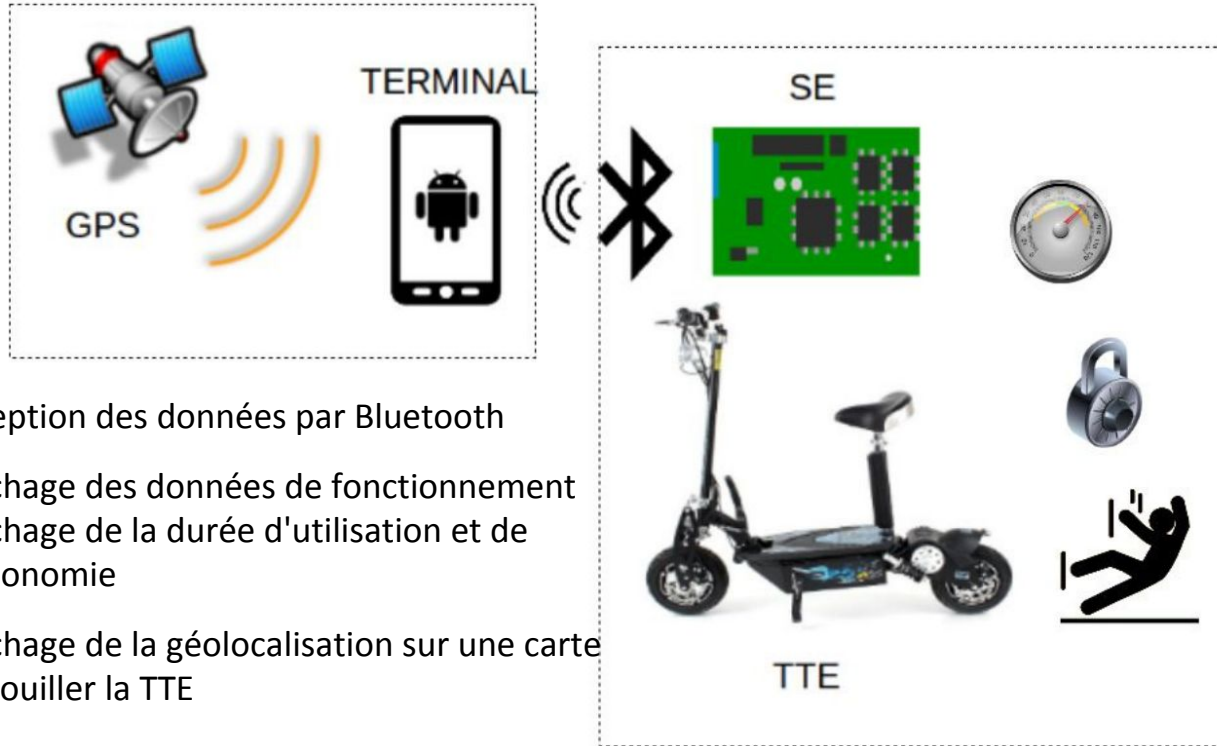 TERMINAL
SE
GPS
eption des données par Bluetooth
chage des données de fonctionnement
chage de la durée d'utilisation et de
onomie
chage de la géolocalisation sur une carte
ouiller la TTE
TTE